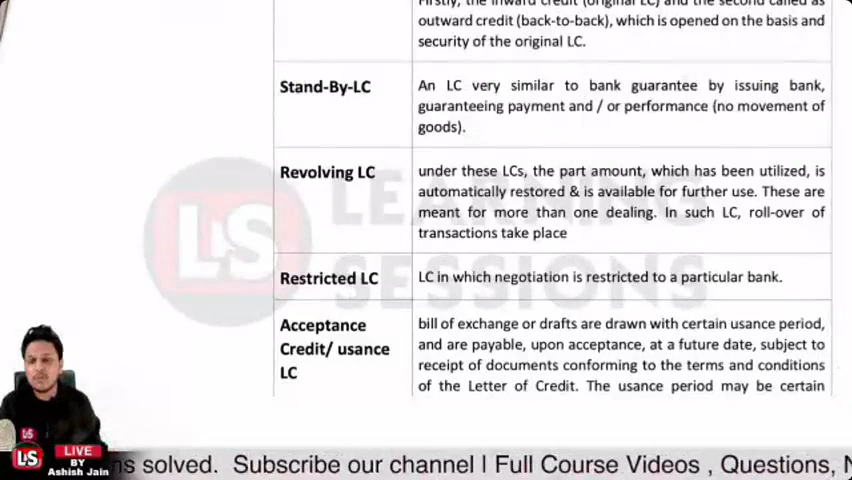 Firstly, the inward credit (original LC) and the second called as
outward credit (back-to-back), which is opened on the basis and
security of the original LC.
Stand-By-LC
An LC very similar to bank guarantee by issuing bank,
guaranteeing payment and / or performance (no movement of
goods).
Revolving LC
under these LCs, the part amount, which has been utilized, is
automatically restored & is available for further use. These are
meant for more than one dealing. In such LC, roll-over of
transactions take place
Restricted LC
LC in which negotiation is restricted to a particular bank.
Acceptance
Credit/ usance
LC
bill of exchange or drafts are drawn with certain usance period,
and are payable, upon acceptance, at a future date, subject to
receipt of documents conforming to the terms and conditions
of the Letter of Credit. The usance period may be certain
LS LEARNING
SESSIONS
LS
LS
LIVE
BY
Ashish Jain
ns solved. Subscribe our channel I Full Course Videos , Questions, N